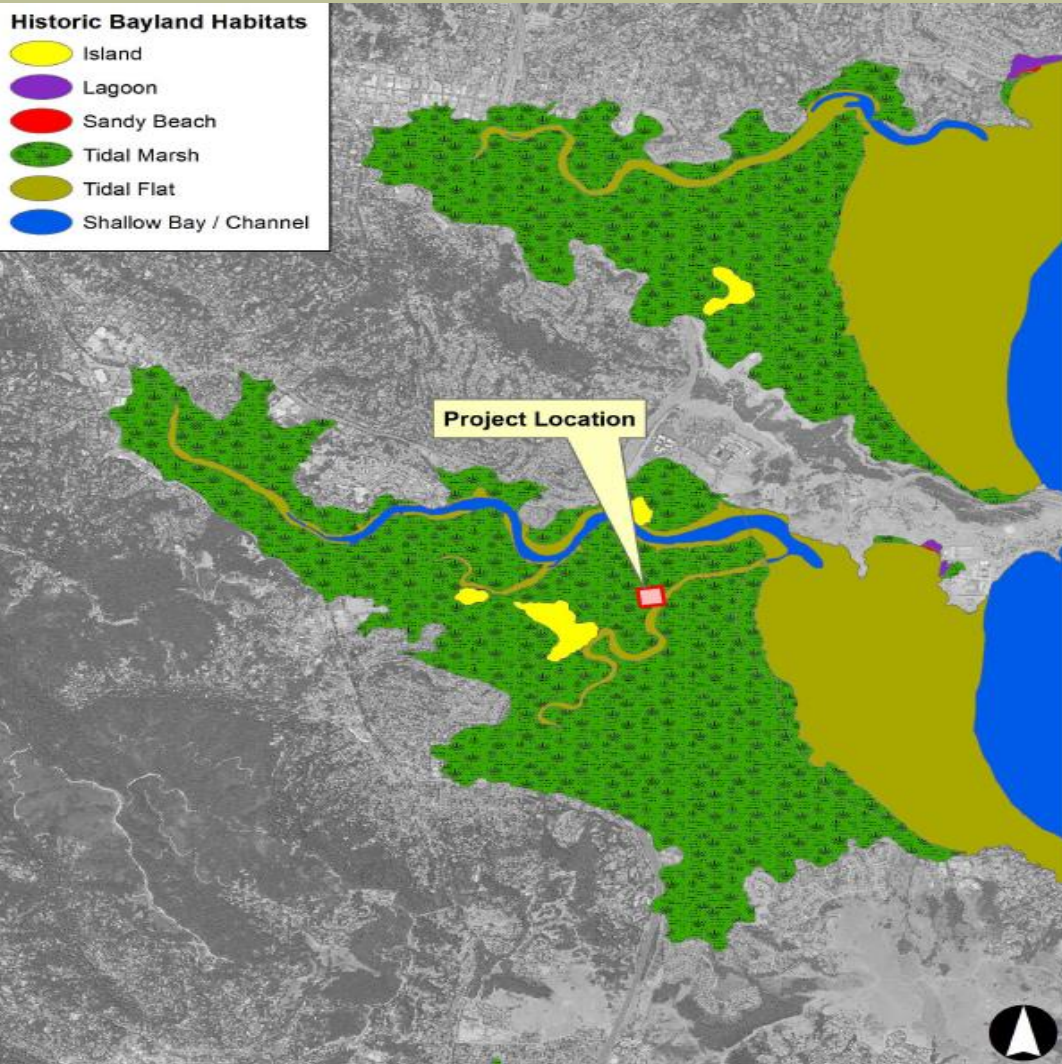 Historic Bayland Habitats
Island
Lagoon
Sandy Beach
Tidal Marsh
Tidal Flat
Shallow Bay / Channel
Project Location